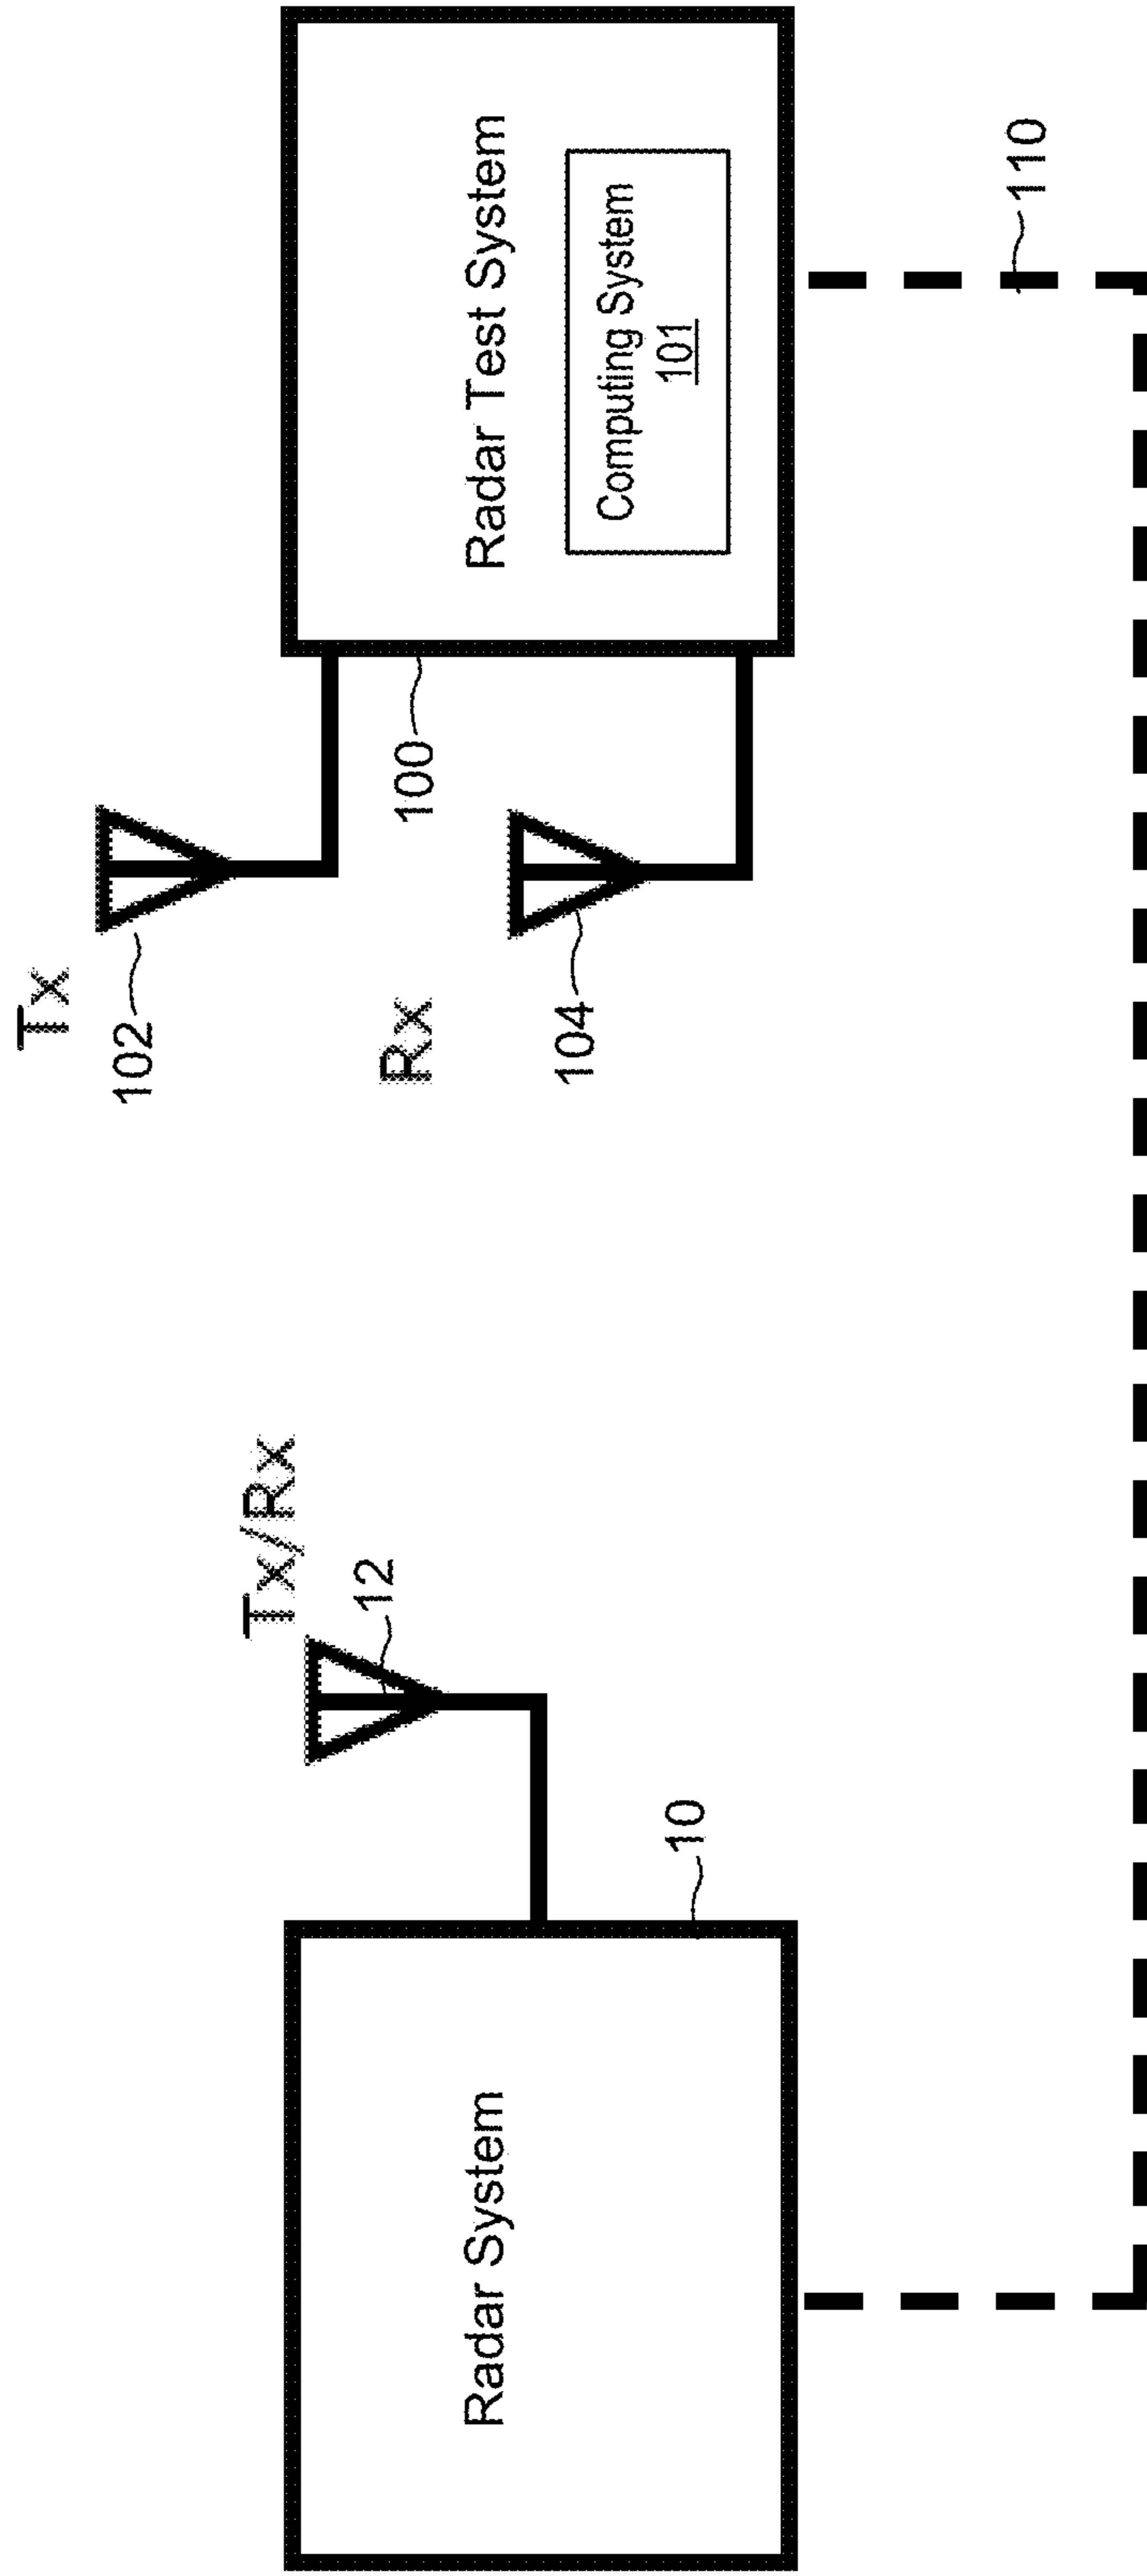 Tx/Rx
12
Radar System
10
Tx
102
Rx
104
100
Radar Test System
Computing System
101
110